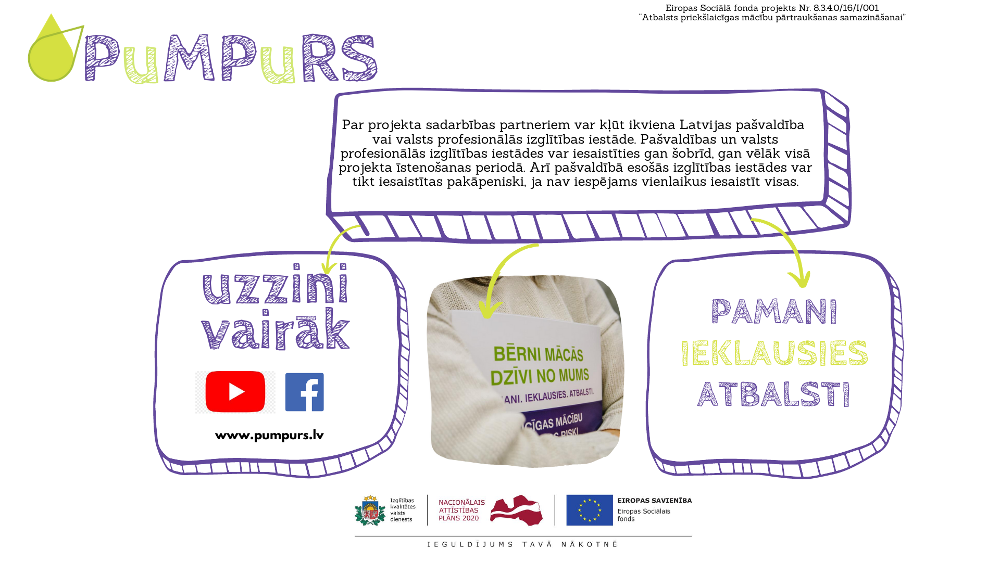 Eiropas Sociālā fonda projekts Nr. 8.3.4.0/16/I/001
“Atbalsts priekšlaicīgas mācību pārtraukšanas samazināšanai”
PuMPuRS
Par projekta sadarbības partneriem var kļūt ikviena Latvijas pašvaldība
vai valsts profesionālās izglītības iestāde. Pašvaldības un valsts
profesionālās izglītības iestādes var iesaistīties gan šobrīd, gan vēlāk visā
projekta īstenošanas periodā. Arī pašvaldībā esošās izglītības iestādes var
tikt iesaistītas pakāpeniski, ja nav iespējams vienlaikus iesaistīt visas.
uzzini
vairāk
www.pumpurs.lv
BĒRNI MĀCĀS
DZĪVI NO MUMS
ANI. IEKLAUSIES. ATBALSTI.
CĪGAS MĀCĪBU
S RISKI
PAMANI
IEKLAUSIES
ATBALSTI
Izglītības
kvalitātes
valsts
dienests
NACIONĀLAIS
ATTĪSTĪBAS
PLĀNS 2020
EIROPAS SAVIENĪBA
Eiropas Sociālais
fonds
IEGULDĪJUMS TAVĀ NĀKOTNĒ